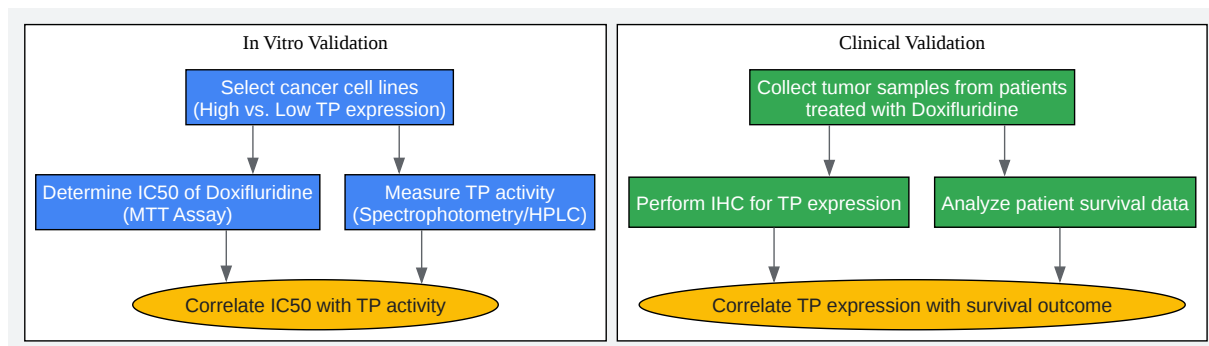 In Vitro Validation
Select cancer cell lines
(High vs. Low TP expression)
Determine IC50 of Doxifluridine
(MTT Assay)
Measure TP activity
(Spectrophotometry/HPLC)
Correlate IC50 with TP activity
Clinical Validation
Collect tumor samples from patients
treated with Doxifluridine
Perform IHC for TP expression
Analyze patient survival data
Correlate TP expression with survival outcome